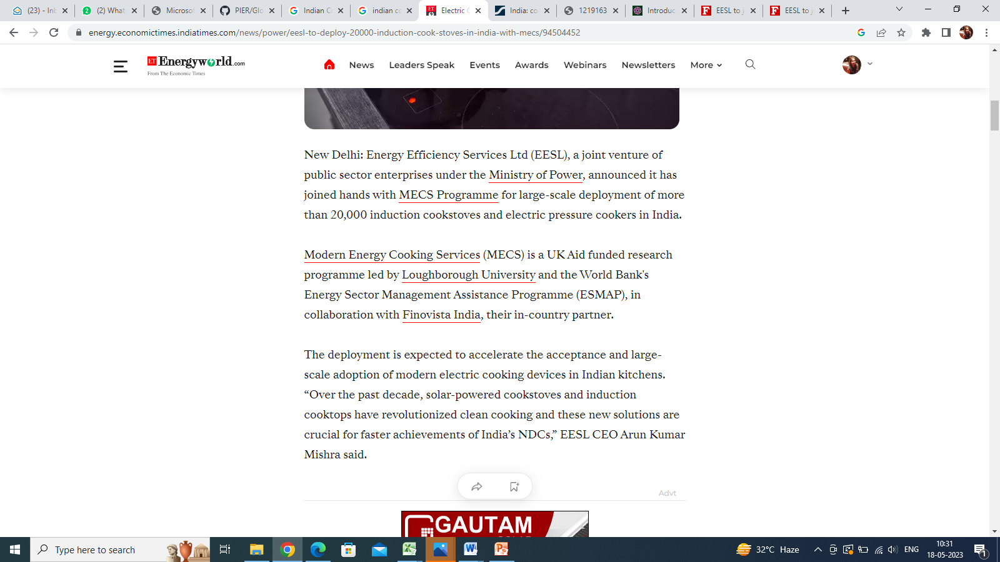 (23) - Inb
(2) What
Microsof
PIER/Glo
Indian C
indian co
Electric C
India: co
1219163
Introduc
EESL to j
EESL to j
energy.economictimes.indiatimes.com/news/power/eesl-to-deploy-20000-induction-cook-stoves-in-india-with-mecs/94504452
ET Energyworld.com
From The Economic Times
News
Leaders Speak
Events
Awards
Webinars
Newsletters
More
New Delhi: Energy Efficiency Services Ltd (EESL), a joint venture of
public sector enterprises under the Ministry of Power, announced it has
joined hands with MECS Programme for large-scale deployment of more
than 20,000 induction cookstoves and electric pressure cookers in India.
Modern Energy Cooking Services (MECS) is a UK Aid funded research
programme led by Loughborough University and the World Bank's
Energy Sector Management Assistance Programme (ESMAP), in
collaboration with Finovista India, their in-country partner.
The deployment is expected to accelerate the acceptance and large-
scale adoption of modern electric cooking devices in Indian kitchens.
“Over the past decade, solar-powered cookstoves and induction
cooktops have revolutionized clean cooking and these new solutions are
crucial for faster achievements of India’s NDCs,” EESL CEO Arun Kumar
Mishra said.
Advt
GAUTAM
Type here to search
32°C Haze
ENG
10:31
18-05-2023
1